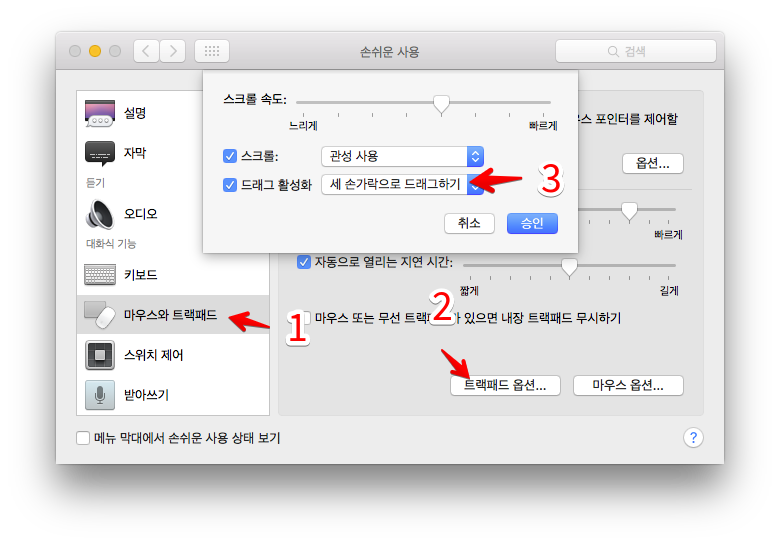 손쉬운 사용
검색
설명
자막
듣기
오디오
대화식 기능
키보드
마우스와 트랙패드
스위치 제어
받아쓰기
스크롤 속도:
느리게
빠르게
스크롤:
관성 사용
드래그 활성화
세 손가락으로 드래그하기
3
취소
승인
포인터를 제어할
옵션...
빠르게
자동으로 열리는 지연 시간:
짧게
길게
1
2
마우스 또는 무선 있으면 내장 트랙패드 무시하기
트랙패드 옵션...
마우스 옵션...
메뉴 막대에서 손쉬운 사용 상태 보기
?